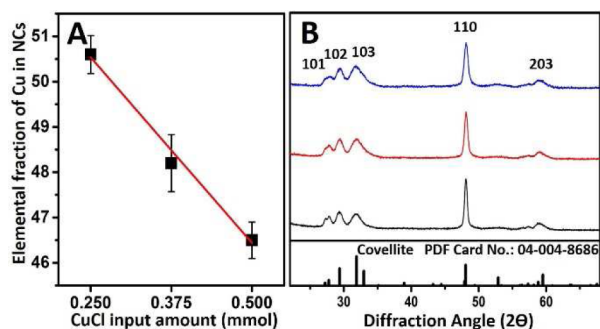 A
Elemental fraction of Cu in NCs
51
50
49
48
47
46
0.250 0.375 0.500
CuCl input amount (mmol)
B
101 102 103 110 203
Covellite PDF Card No.: 04-004-8686
30 40 50 60
Diffraction Angle (2Θ)